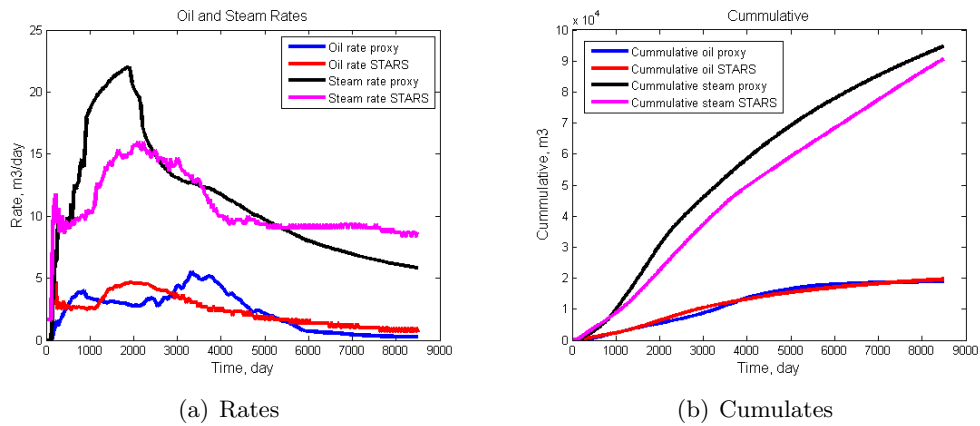 Oil and Steam Rates
25
20
15
10
5
0
Rate, m3/day
Oil rate proxy
Oil rate STARS
Steam rate proxy
Steam rate STARS
0 1000 2000 3000 4000 5000 6000 7000 8000 9000
Time, day
(a) Rates
Cummulative
x 10^4
10
9
8
7
6
5
4
3
2
1
0
Cummulative, m3
Cummulative oil proxy
Cummulative oil STARS
Cummulative steam proxy
Cummulative steam STARS
0 1000 2000 3000 4000 5000 6000 7000 8000 9000
Time, day
(b) Cumulates